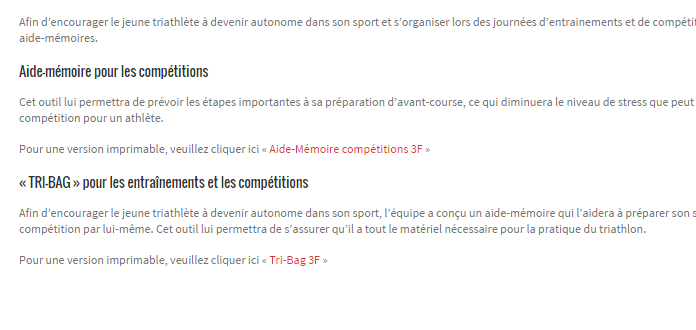 Afin d'encourager le jeune triathlète à devenir autonome dans son sport et s'organiser lors des journées d'entrainements et de
aide-mémoires.
Aide-mémoire pour les compétitions
Cet outil lui permettra de prévoir les étapes importantes à sa préparation d'avant-course, ce qui diminuera le niveau de stress que peut
compétition pour un athlète.
Pour une version imprimable, veuillez cliquer ici « Aide-Mémoire compétitions 3F »
« TRI-BAG » pour les entraînements et les compétitions
Afin d'encourager le jeune triathlète à devenir autonome dans son sport, l'équipe a conçu un aide-mémoire qui l'aidera à préparer son
compétition par lui-même. Cet outil lui permettra de s'assurer qu'il a tout le matériel nécessaire pour la pratique du triathlon.
Pour une version imprimable, veuillez cliquer ici « Tri-Bag 3F »